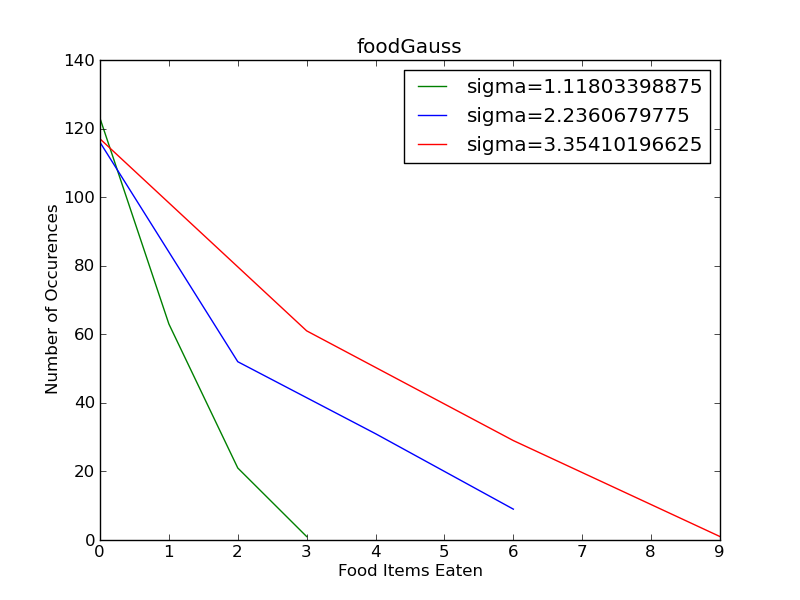 foodGauss
140
120
100
80
60
40
20
0
Number of Occurences
sigma=1.11803398875
sigma=2.2360679775
sigma=3.35410196625
0 1 2 3 4 5 6 7 8 9
Food Items Eaten